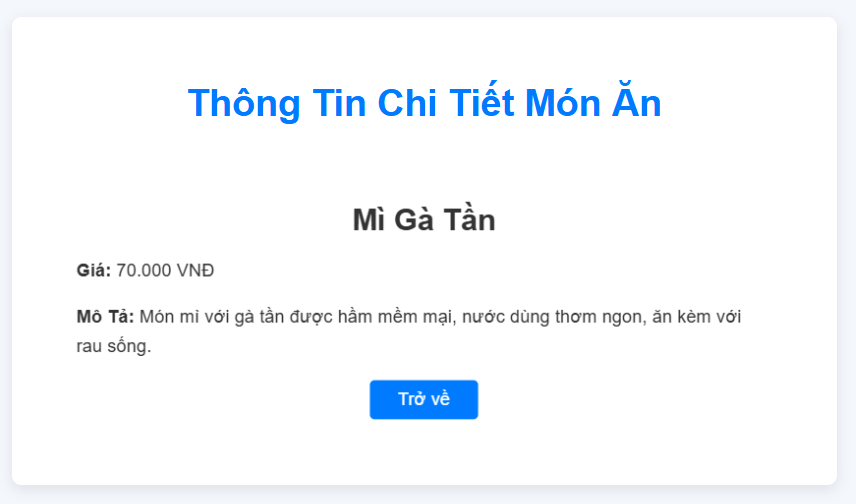 Thông Tin Chi Tiết Món Ăn
Mì Gà Tần
Giá: 70.000 VNĐ
Mô Tả: Món mì với gà tần được hầm mềm mại, nước dùng thơm ngon, ăn kèm với
rau sống.
Trở về